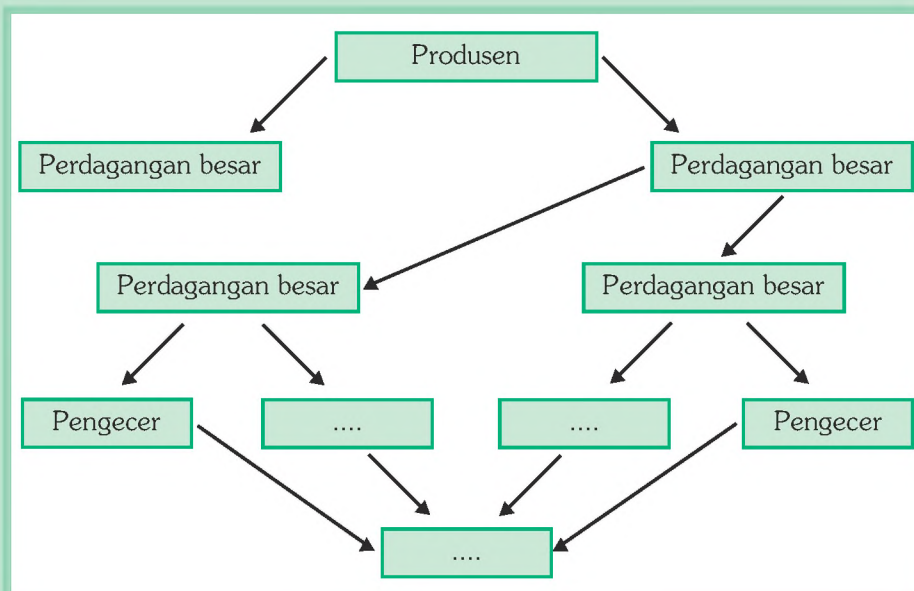 Produsen
Perdagangan besar
Perdagangan besar
Perdagangan besar
Perdagangan besar
Pengecer
....
....
Pengecer
....